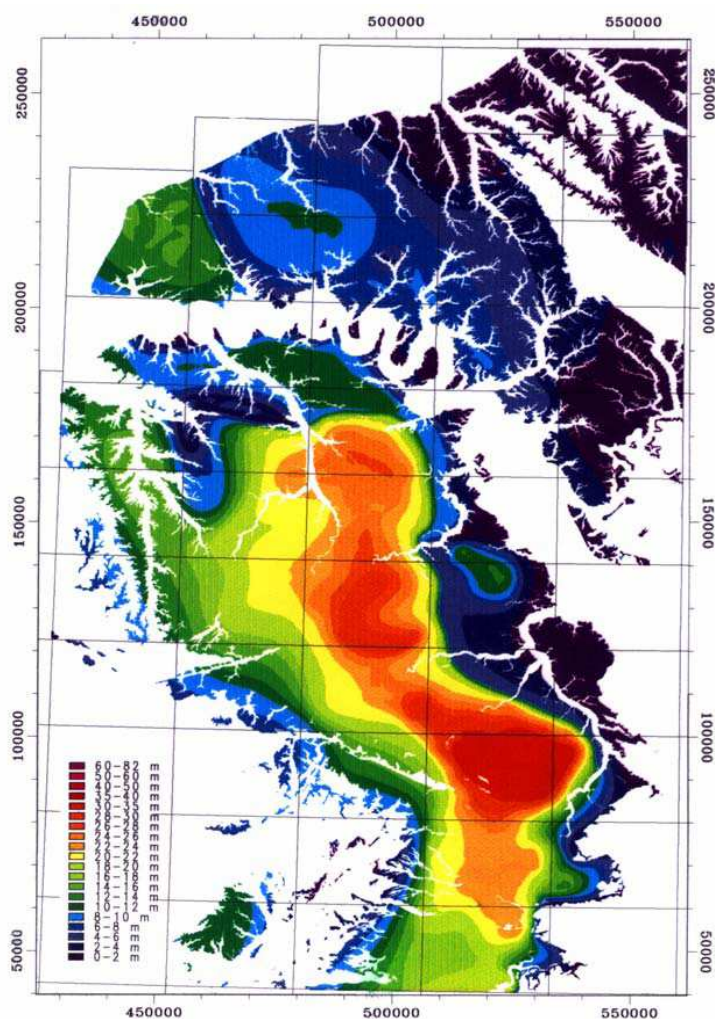 450000 500000 550000
250000 250000
200000 200000
150000 150000
100000 100000
50000 50000
60-82 m
50-60 m
40-50 m
35-40 m
30-35 m
28-30 m
26-28 m
24-26 m
22-24 m
20-22 m
18-20 m
16-18 m
14-16 m
12-14 m
10-12 m
8-10 m
6-8 m
4-6 m
2-4 m
0-2 m
450000 500000 550000